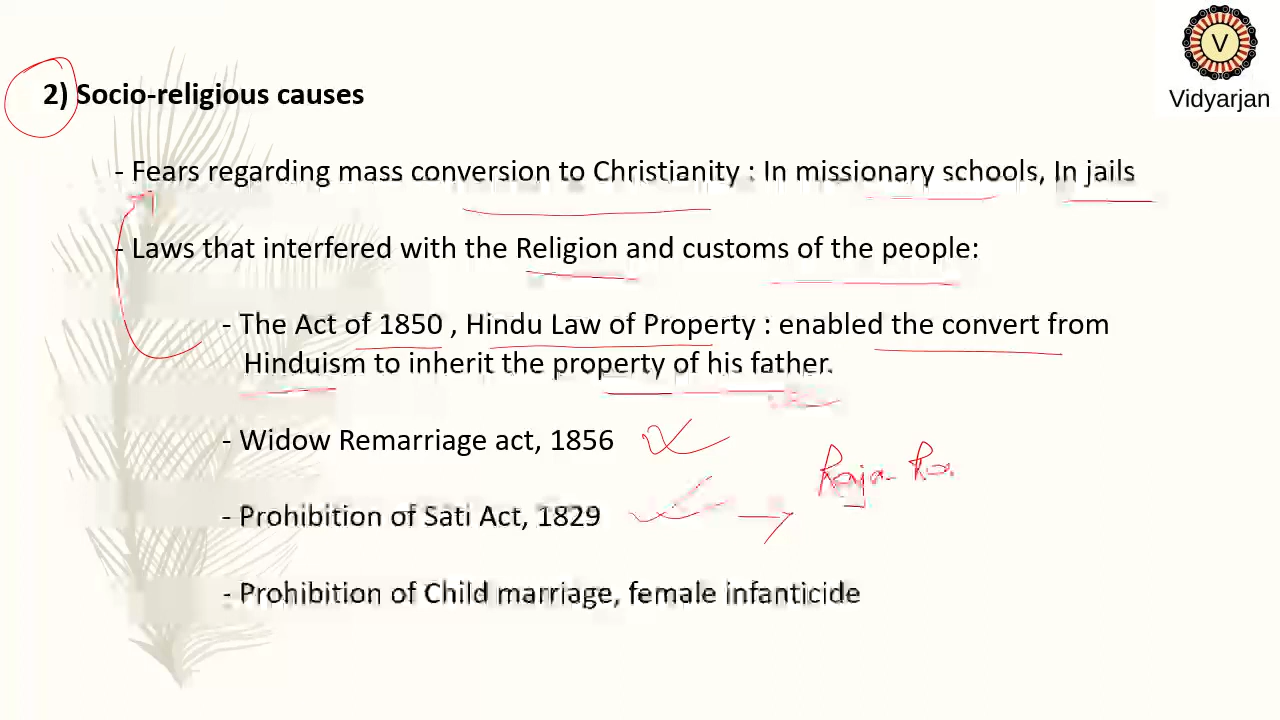 V
Vidyarjan
2) Socio-religious causes
- Fears regarding mass conversion to Christianity : In missionary schools, In jails
- Laws that interfered with the Religion and customs of the people:
- The Act of 1850 , Hindu Law of Property : enabled the convert from
Hinduism to inherit the property of his father.
- Widow Remarriage act, 1856
Raja Ra
- Prohibition of Sati Act, 1829
- Prohibition of Child marriage, female infanticide